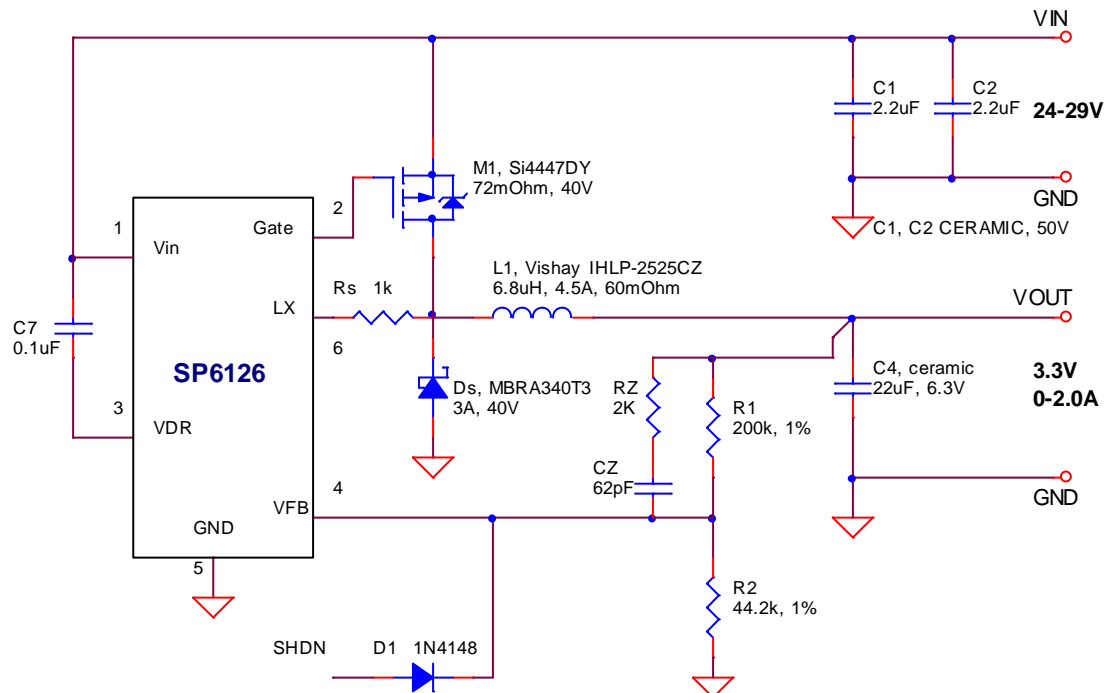 VIN
C1
2.2uF
C2
2.2uF
24-29V
GND
C1, C2 CERAMIC, 50V
M1, Si4447DY
72mOhm, 40V
1
Vin
2
Gate
Rs 1k
LX
6
L1, Vishay IHLP-2525CZ
6.8uH, 4.5A, 60mOhm
VOUT
C7
0.1uF
SP6126
3
VDR
Ds, MBRA340T3
3A, 40V
RZ
2K
R1
200k, 1%
C4, ceramic
22uF, 6.3V
3.3V
0-2.0A
CZ
62pF
4
VFB
GND
5
GND
R2
44.2k, 1%
SHDN
D1 1N4148